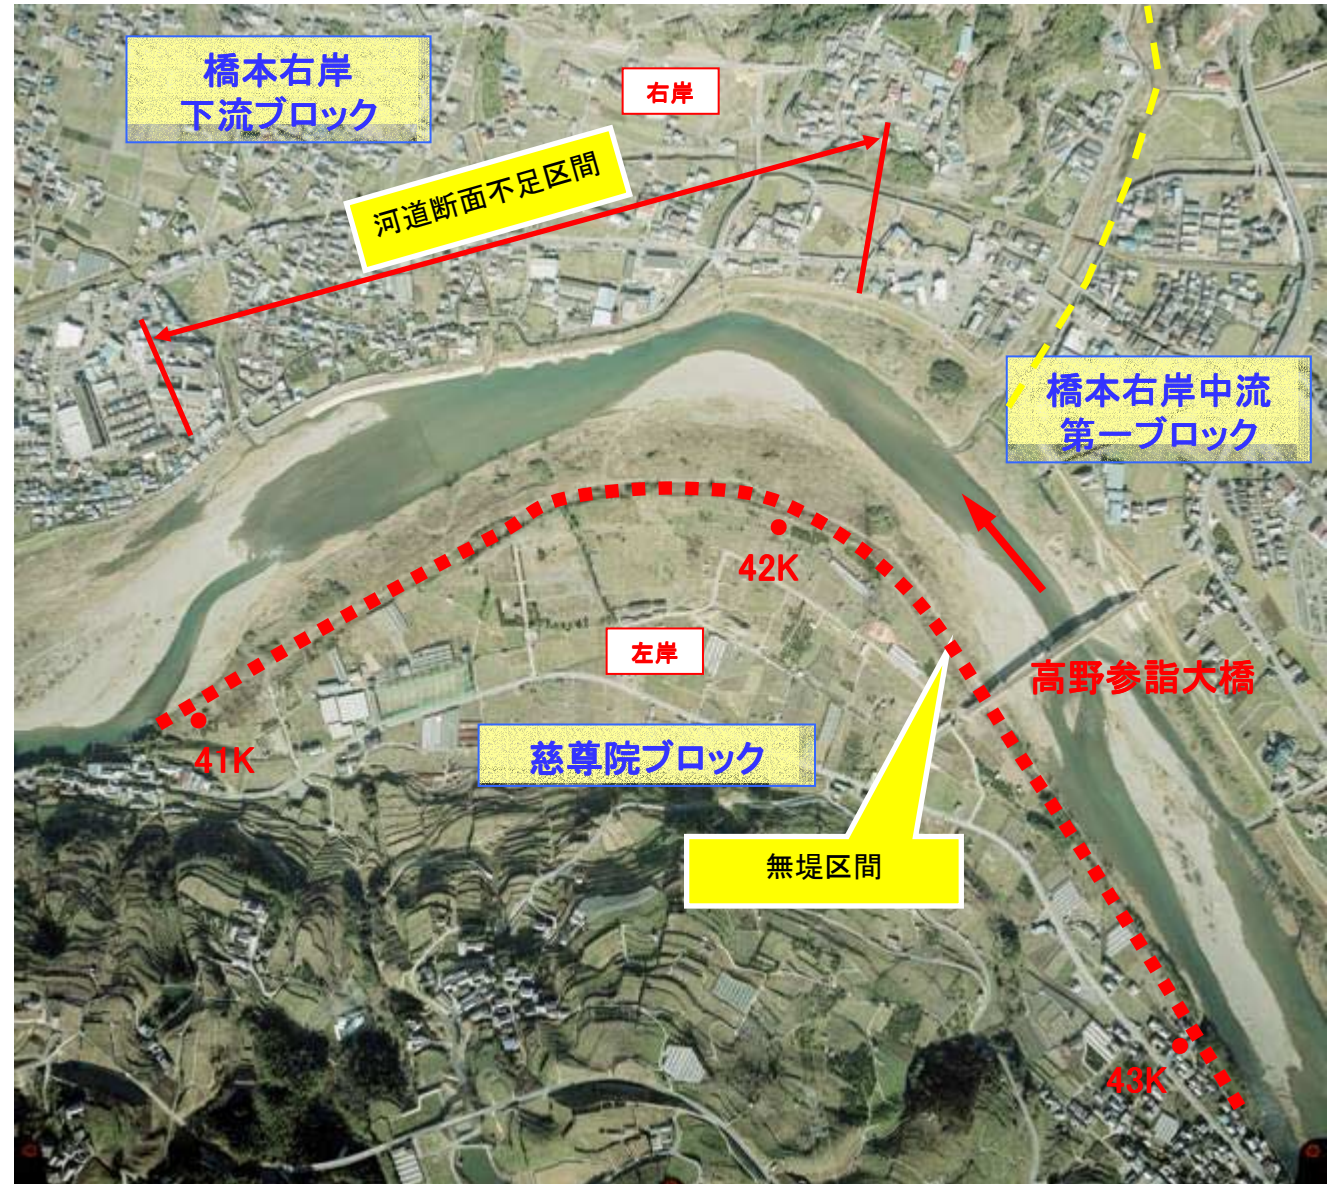 橋本右岸
下流ブロック
右岸
河道断面不足区間
橋本右岸中流
第一ブロック
42K
左岸
高野参詣大橋
41K
慈尊院ブロック
無堤区間
43K